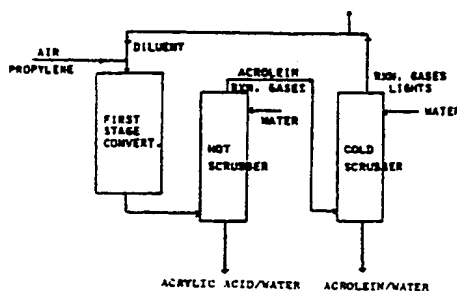 AIR
PROPYLENE
DILUENT
FIRST
STAGE
CONVERT.
ACROLEIN
RXN. GASES
WATER
HOT
SCRUBBER
RXN. GASES
LIGHTS
WATER
COLD
SCRUBBER
ACRYLIC ACID/WATER
ACROLEIN/WATER